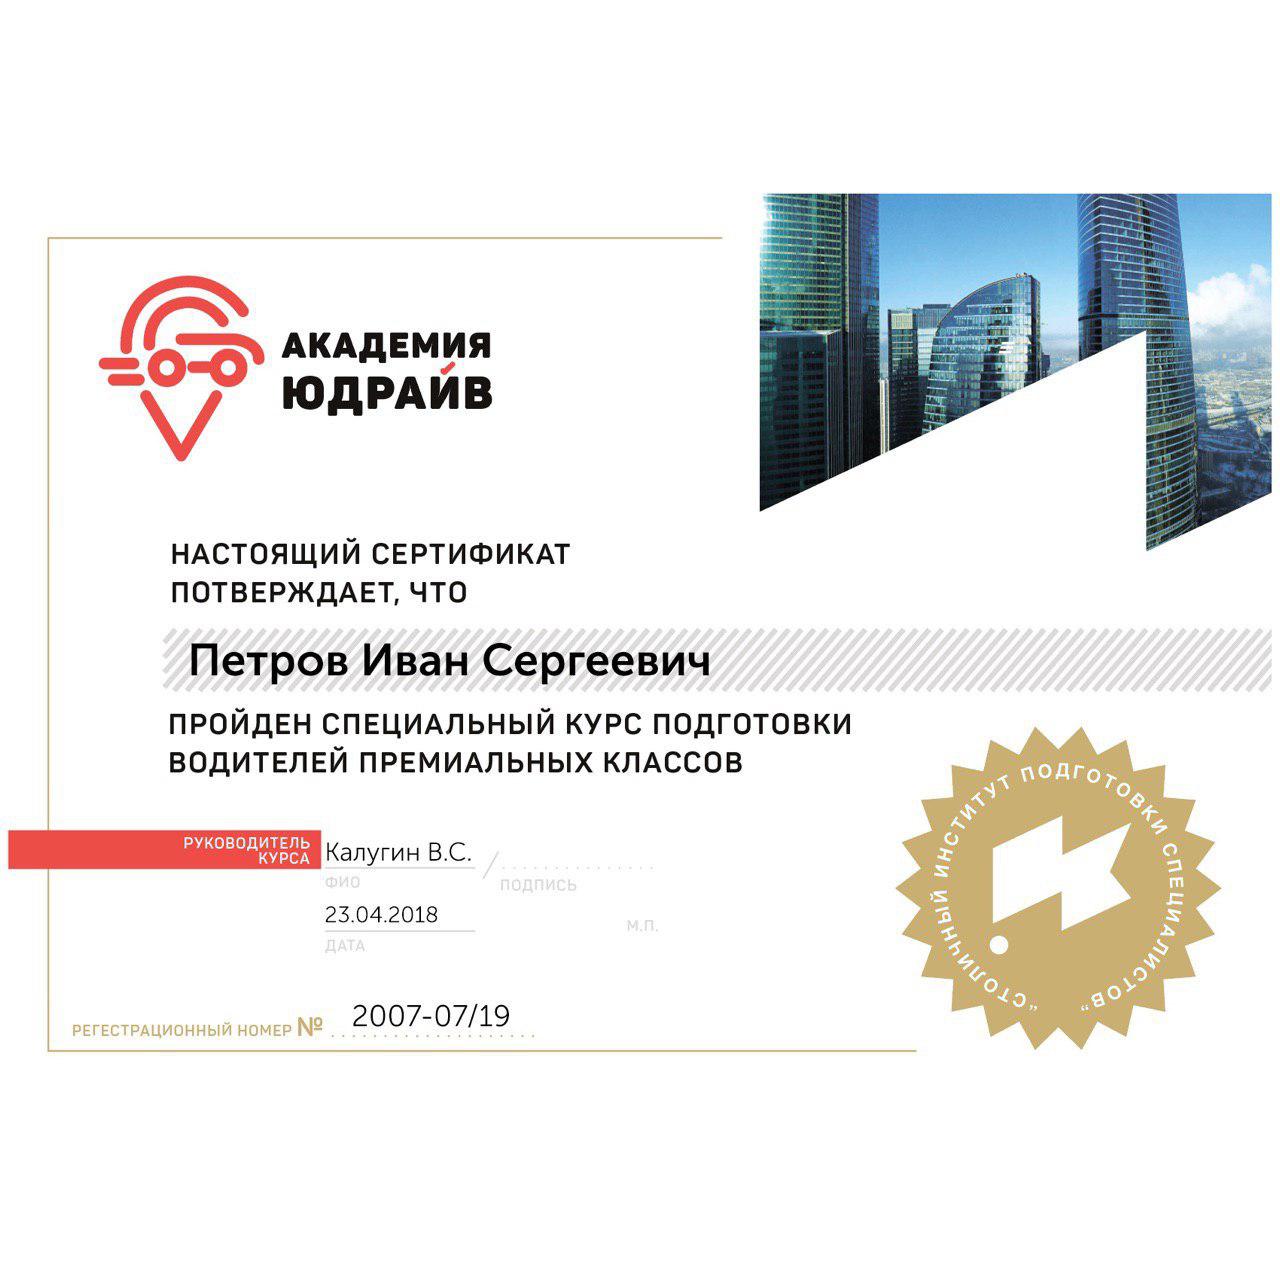 АКАДЕМИЯ
ЮДРАЙВ
НАСТОЯЩИЙ СЕРТИФИКАТ
ПОТВЕРЖДАЕТ, ЧТО
Петров Иван Сергеевич
ПРОЙДЕН СПЕЦИАЛЬНЫЙ КУРС ПОДГОТОВКИ
ВОДИТЕЛЕЙ ПРЕМИАЛЬНЫХ КЛАССОВ
РУКОВОДИТЕЛЬ
КУРСА
Калугин В.С. /
ФИО
ПОДПИСЬ
23.04.2018
ДАТА
М.П.
РЕГЕСТРАЦИОННЫЙ НОМЕР № 2007-07/19
"СТОЛИЧНЫЙ ИНСТИТУТ ПОДГОТОВКИ СПЕЦИАЛИСТОВ"